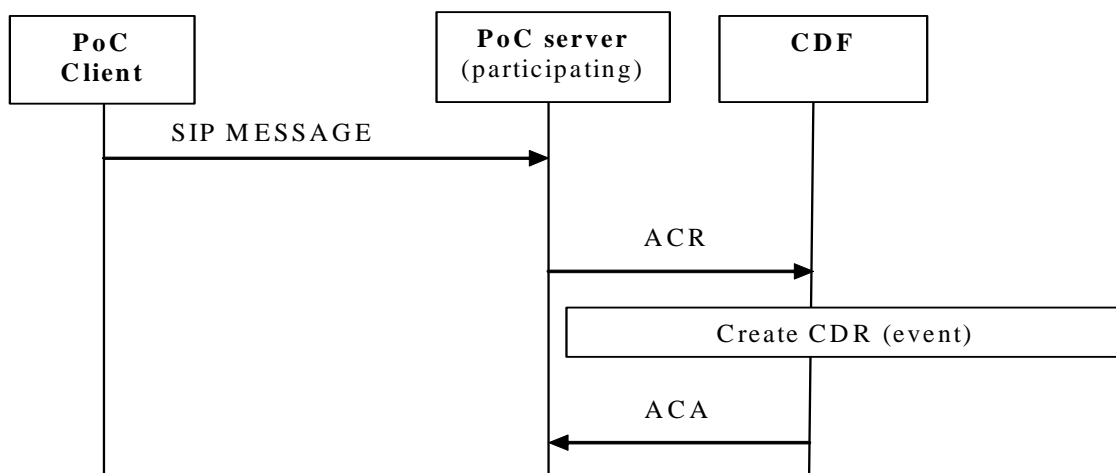 PoC
Client
PoC server
(participating)
CDF
SIP MESSAGE
ACR
Create CDR (event)
ACA